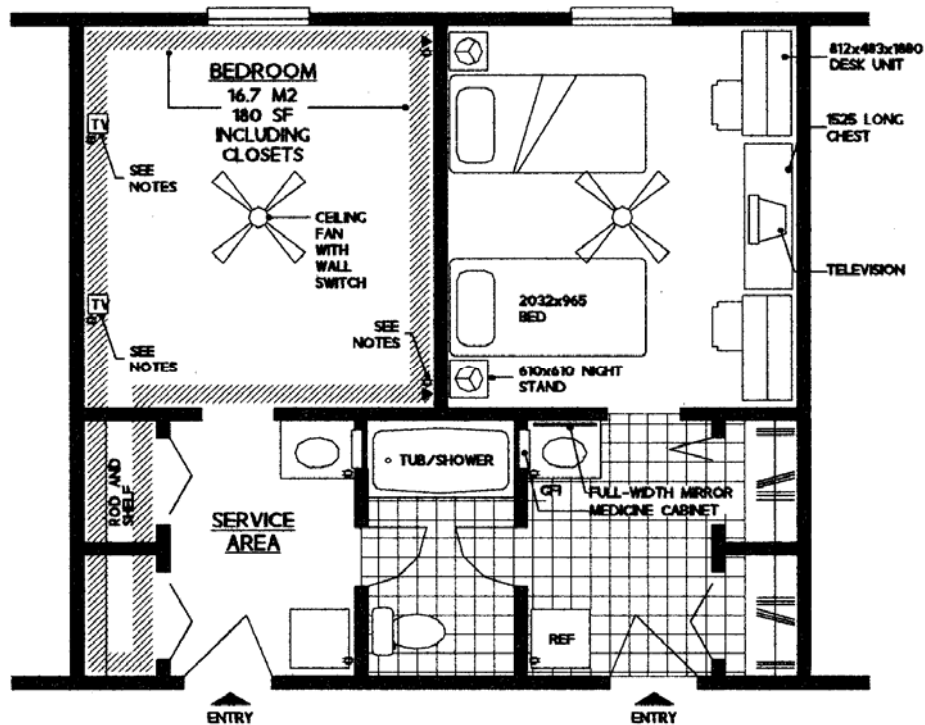 BEDROOM
16.7 M2
180 SF
INCLUDING
CLOSETS
TV
SEE
NOTES
CEILING
FAN
WITH
WALL
SWITCH
TV
SEE
NOTES
SEE
NOTES
812x483x1880
DESK UNIT
1525 LONG
CHEST
TELEVISION
2032x965
BED
610x610 NIGHT
STAND
ROD AND
SHELF
SERVICE
AREA
TUB/SHOWER
GFI
FULL-WIDTH MIRROR
MEDICINE CABINET
REF
ENTRY
ENTRY